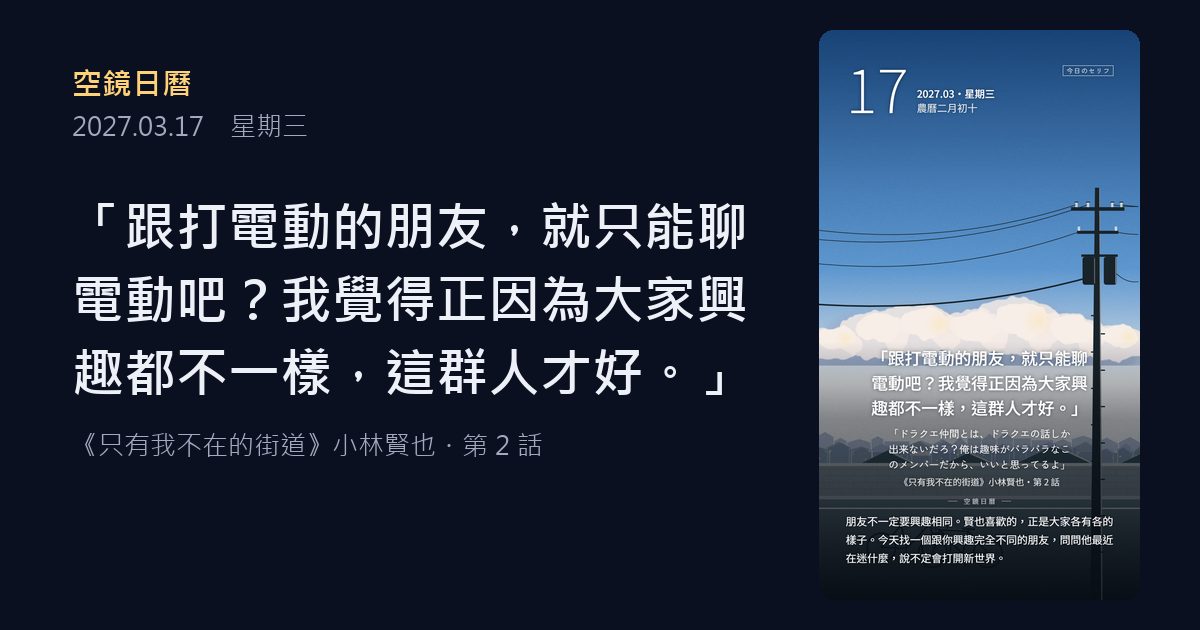 空鏡日曆
2027.03.17 星期三
「跟打電動的朋友，就只能聊
電動吧？我覺得正因為大家興
趣都不一樣，這群人才好。」
《只有我不在的街道》小林賢也．第 2 話
17
2027.03・星期三
農曆二月初十
今日のセリフ
「跟打電動的朋友，就只能聊
電動吧？我覺得正因為大家興
趣都不一樣，這群人才好。」
「ドラクエ仲間とは、ドラクエの話しか
出来ないだろ？俺は趣味がバラバラなこ
のメンバーだから、いいと思ってるよ」
《只有我不在的街道》小林賢也・第 2 話
空鏡日曆
朋友不一定要興趣相同。賢也喜歡的，正是大家各有各的
樣子。今天找一個跟你興趣完全不同的朋友，問問他最近
在迷什麼，說不定會打開新世界。